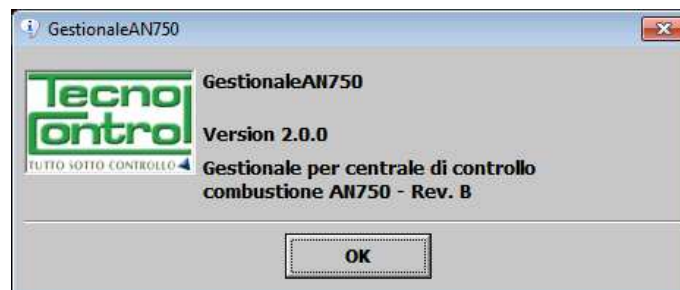 GestionaleAN750
Tecno
Control
TUTTO SOTTO CONTROLLO
GestionaleAN750
Version 2.0.0
Gestionale per centrale di controllo
combustione AN750 - Rev. B
OK